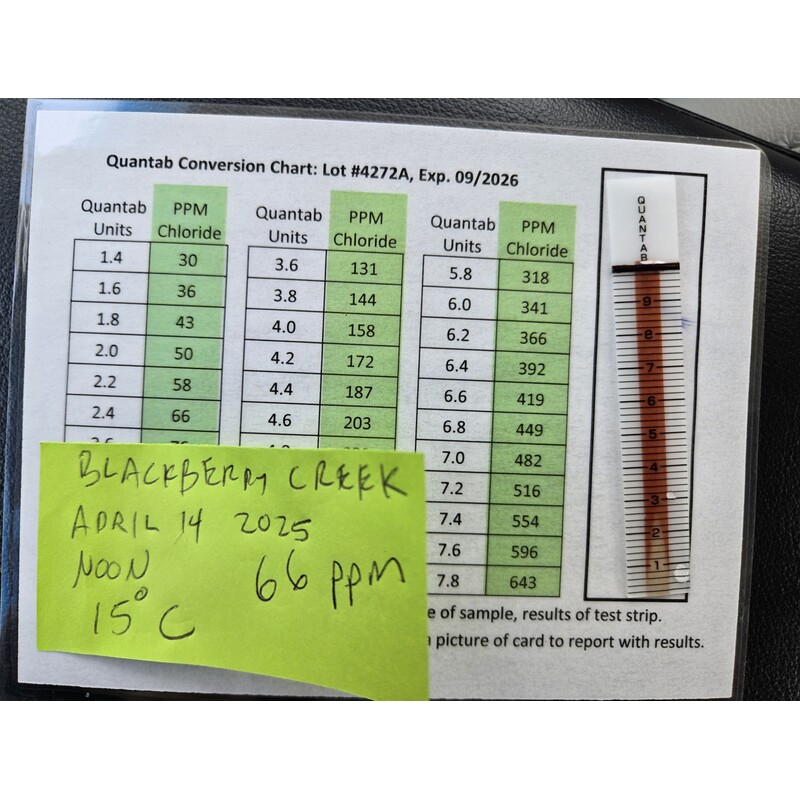 Quantab Conversion Chart: Lot #4272A, Exp. 09/2026
Quantab Units PPM Chloride
1.4 30
1.6 36
1.8 43
2.0 50
2.2 58
2.4 66
Quantab Units PPM Chloride
3.6 131
3.8 144
4.0 158
4.2 172
4.4 187
4.6 203
Quantab Units PPM Chloride
5.8 318
6.0 341
6.2 366
6.4 392
6.6 419
6.8 449
7.0 482
7.2 516
7.4 554
7.6 596
7.8 643
QUANTAB
9
8
7
6
5
4
3
2
1
BLACKBERRY CREEK
APRIL 14 2025
NOON 66 PPM
15°C
of sample, results of test strip.
picture of card to report with results.